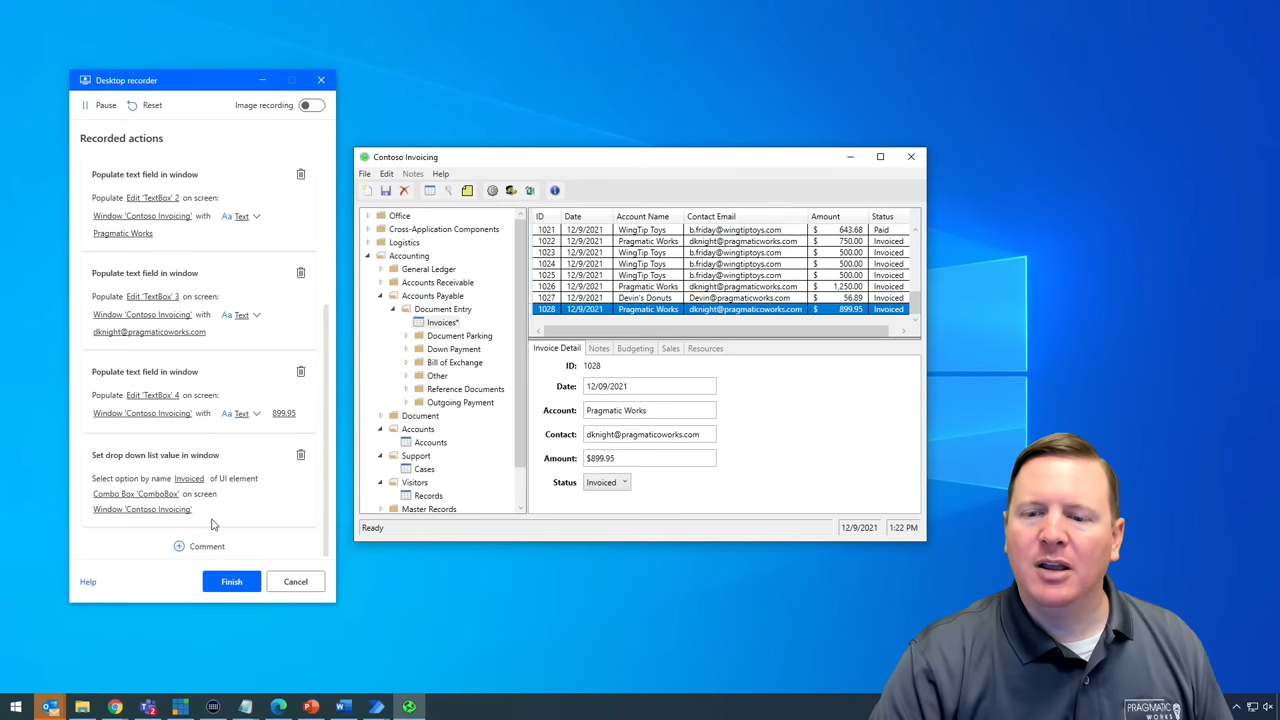 Desktop recorder
Pause Reset Image recording
Recorded actions
Populate text field in window
Populate Edit 'TextBox' 2 on screen:
Window 'Contoso Invoicing' with Aa Text
Pragmatic Works
Populate text field in window
Populate Edit 'TextBox' 3 on screen:
Window 'Contoso Invoicing' with Aa Text
dknight@pragmaticoworks.com
Populate text field in window
Populate Edit 'TextBox' 4 on screen:
Window 'Contoso Invoicing' with Aa Text 899.95
Set drop down list value in window
Select option by name Invoiced of UI element
Combo Box 'ComboBox' on screen
Window 'Contoso Invoicing'
Comment
Help Finish Cancel
Contoso Invoicing
File Edit Notes Help
Office
Cross-Application Components
Logistics
Accounting
General Ledger
Accounts Receivable
Accounts Payable
Document Entry
Invoices*
Document Parking
Down Payment
Bill of Exchange
Other
Reference Documents
Outgoing Payment
Document
Accounts
Accounts
Support
Cases
Visitors
Records
Master Records
ID Date Account Name Contact Email Amount Status
1021 12/9/2021 WingTip Toys b.friday@wingtiptoys.com $ 643.68 Paid
1022 12/9/2021 Pragmatic Works dknight@pragmaticworks.com $ 750.00 Invoiced
1023 12/9/2021 WingTip Toys b.friday@wingtiptoys.com $ 500.00 Invoiced
1024 12/9/2021 WingTip Toys b.friday@wingtiptoys.com $ 500.00 Invoiced
1025 12/9/2021 WingTip Toys b.friday@wingtiptoys.com $ 500.00 Invoiced
1026 12/9/2021 Pragmatic Works dknight@pragmaticworks.com $ 1,250.00 Invoiced
1027 12/9/2021 Devin's Donuts Devin@pragmaticworks.com $ 56.89 Invoiced
1028 12/9/2021 Pragmatic Works dknight@pragmaticoworks.com $ 899.95 Invoiced
Invoice Detail Notes Budgeting Sales Resources
ID: 1028
Date: 12/09/2021
Account: Pragmatic Works
Contact: dknight@pragmaticoworks.com
Amount: $899.95
Status Invoiced
Ready 12/9/2021 1:22 PM
PRAGMATIC
WORKS